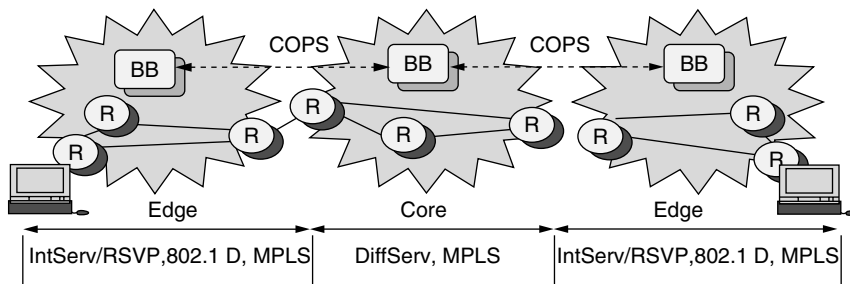 COPS COPS
BB BB BB
R R R R R R R R R
Edge Core Edge
IntServ/RSVP,802.1 D, MPLS DiffServ, MPLS IntServ/RSVP,802.1 D, MPLS